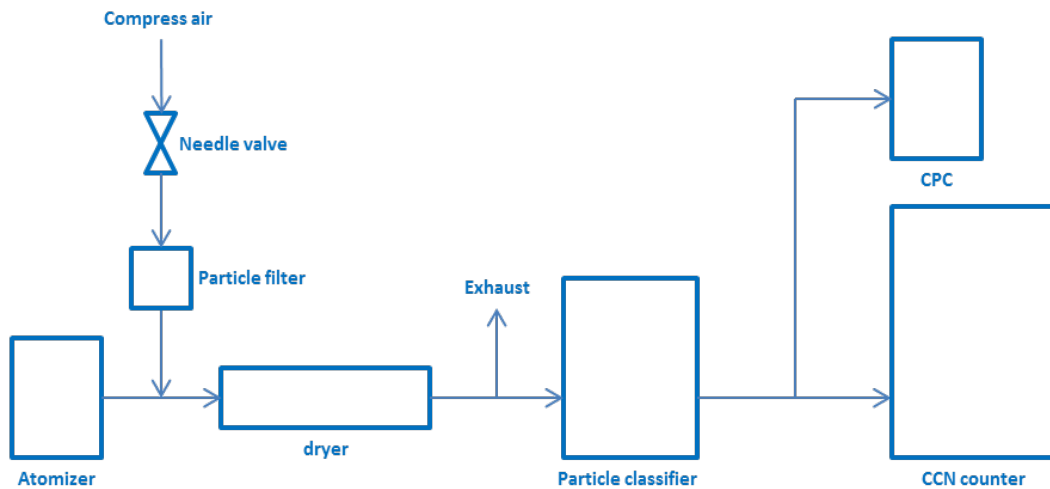 Compress air
Needle valve
CPC
Particle filter
Exhaust
dryer
Atomizer
Particle classifier
CCN counter